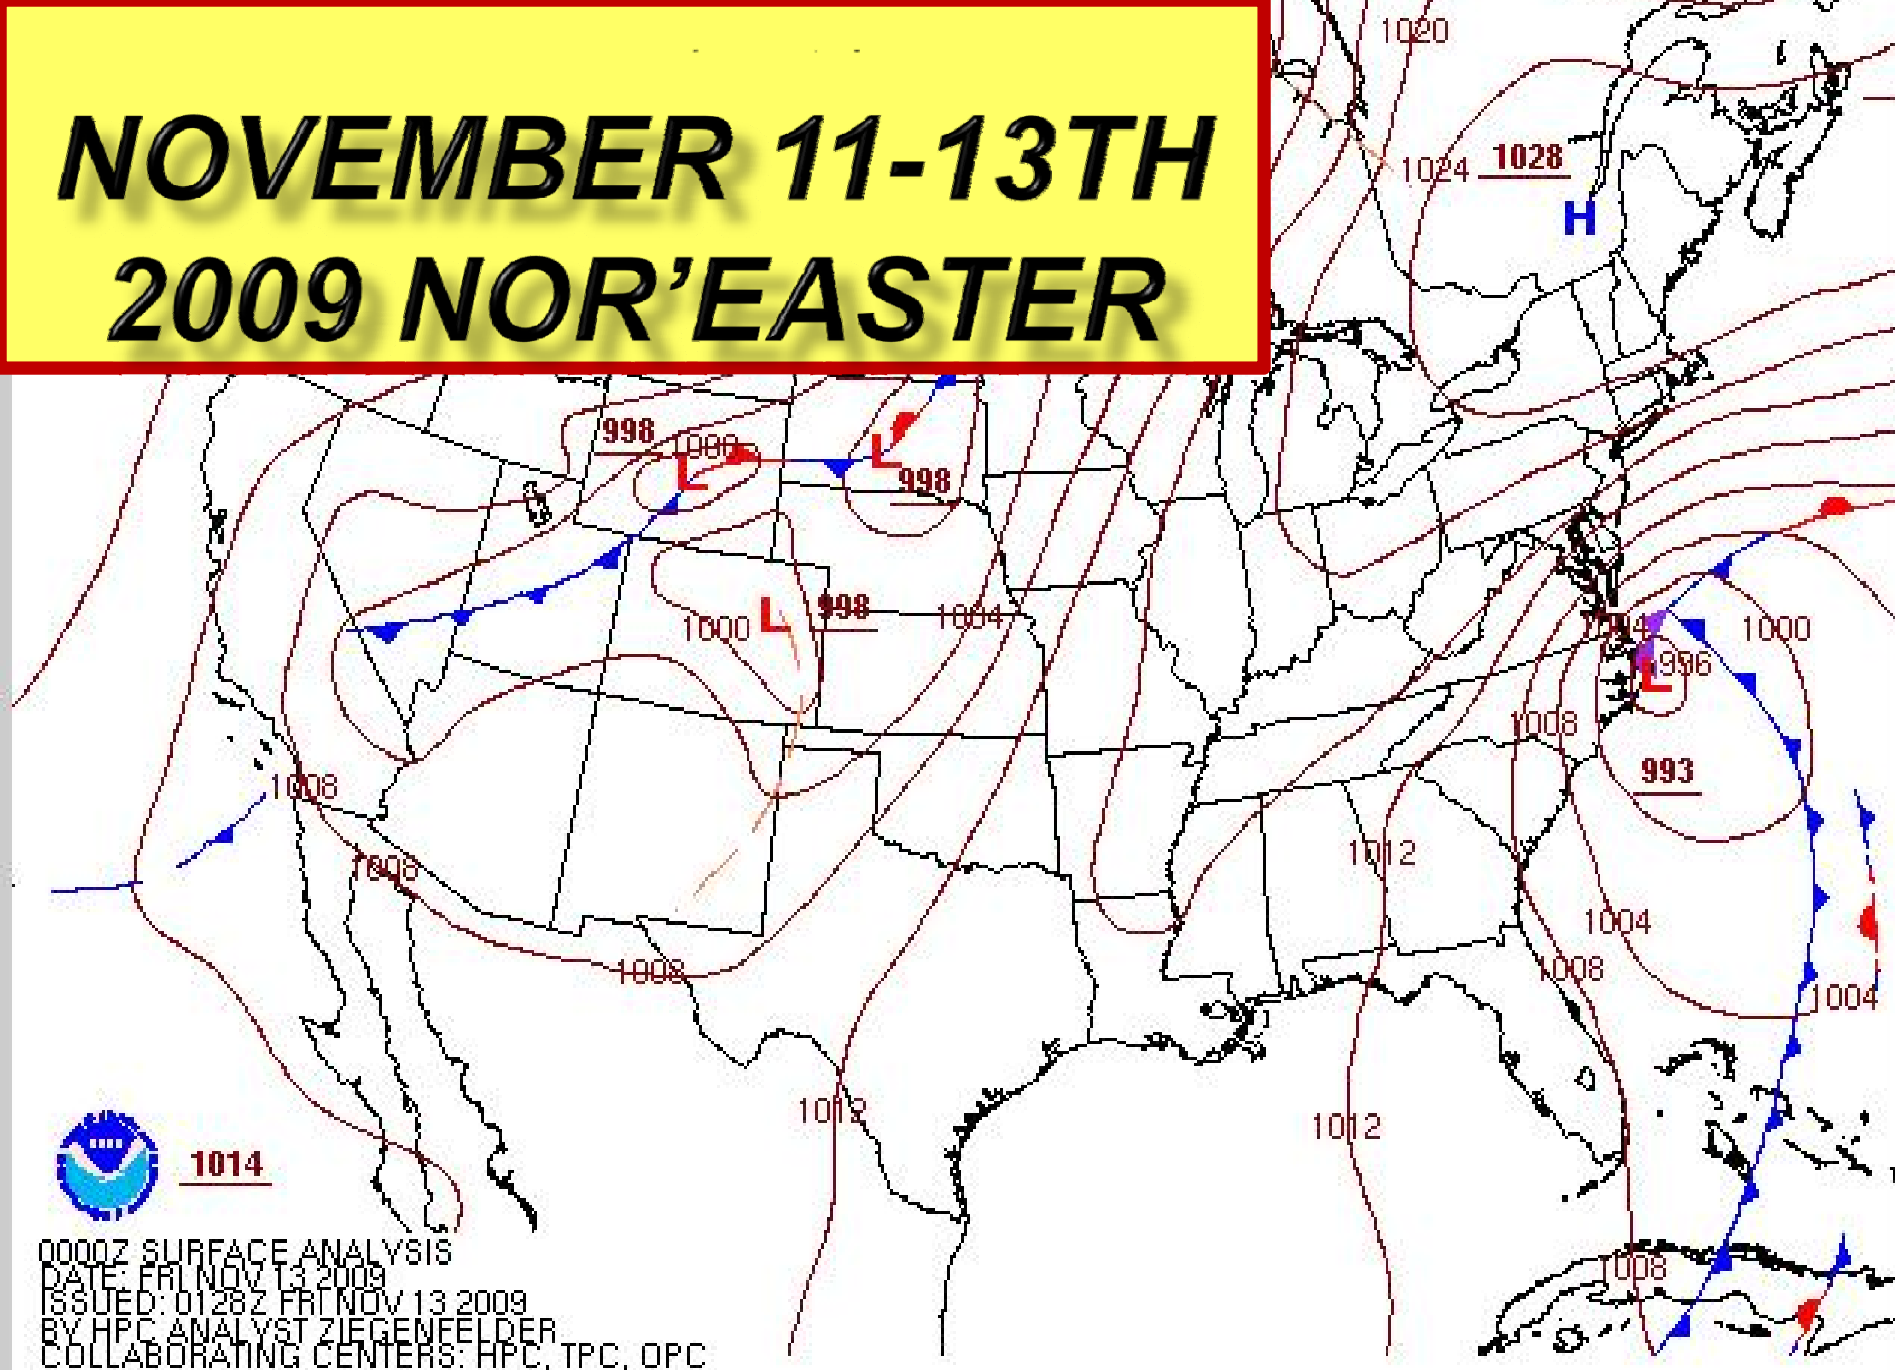 NOVEMBER 11-13TH
2009 NOR’EASTER
1020
1024
1028
H
998
1000
L
L
998
L
998
1000
1004
1004
1000
996
L
1008
993
1008
1012
1008
1004
1008
1004
1008
1012
1012
1014
1008
0000Z SURFACE ANALYSIS
DATE: FRI NOV 13 2009
ISSUED: 0128Z FRI NOV 13 2009
BY HPC ANALYST ZIEGENFELDER
COLLABORATING CENTERS: HPC, TPC, OPC